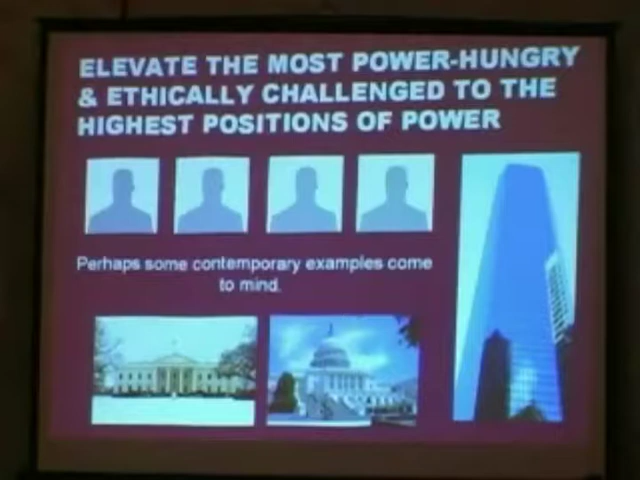 ELEVATE THE MOST POWER-HUNGRY
& ETHICALLY CHALLENGED TO THE
HIGHEST POSITIONS OF POWER
Perhaps some contemporary examples come
to mind.